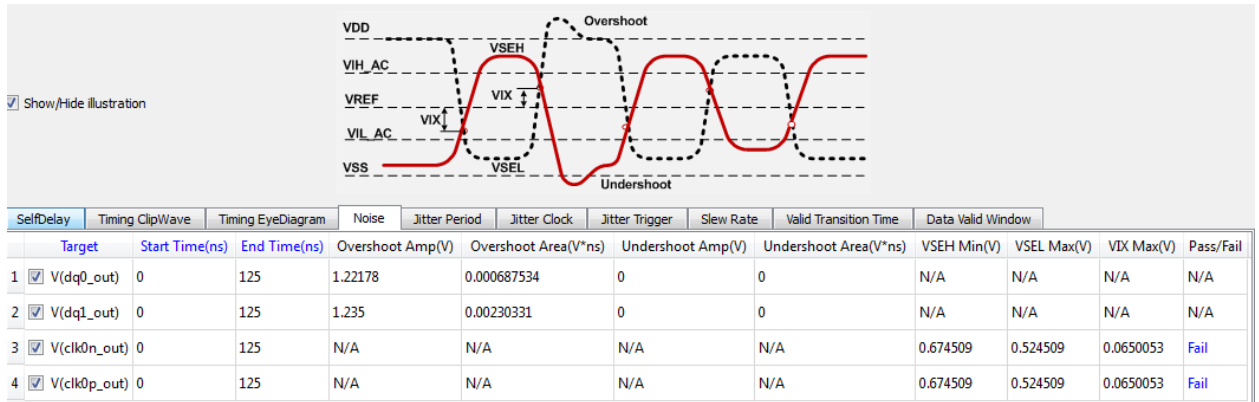 Overshoot
VDD
VSEH
VIH_AC
VREF
VIX
Show/Hide illustration
VIX
VIL_AC
VSS
VSEL
Undershoot
SelfDelay Timing ClipWave Timing EyeDiagram Noise Jitter Period Jitter Clock Jitter Trigger Slew Rate Valid Transition Time Data Valid Window
Target Start Time(ns) End Time(ns) Overshoot Amp(V) Overshoot Area(V*ns) Undershoot Amp(V) Undershoot Area(V*ns) VSEH Min(V) VSEL Max(V) VIX Max(V) Pass/Fail
1 V(dq0_out) 0 125 1.22178 0.000687534 0 0 N/A N/A N/A N/A
2 V(dq1_out) 0 125 1.235 0.00230331 0 0 N/A N/A N/A N/A
3 V(clk0n_out) 0 125 N/A N/A N/A N/A 0.674509 0.524509 0.0650053 Fail
4 V(clk0p_out) 0 125 N/A N/A N/A N/A 0.674509 0.524509 0.0650053 Fail